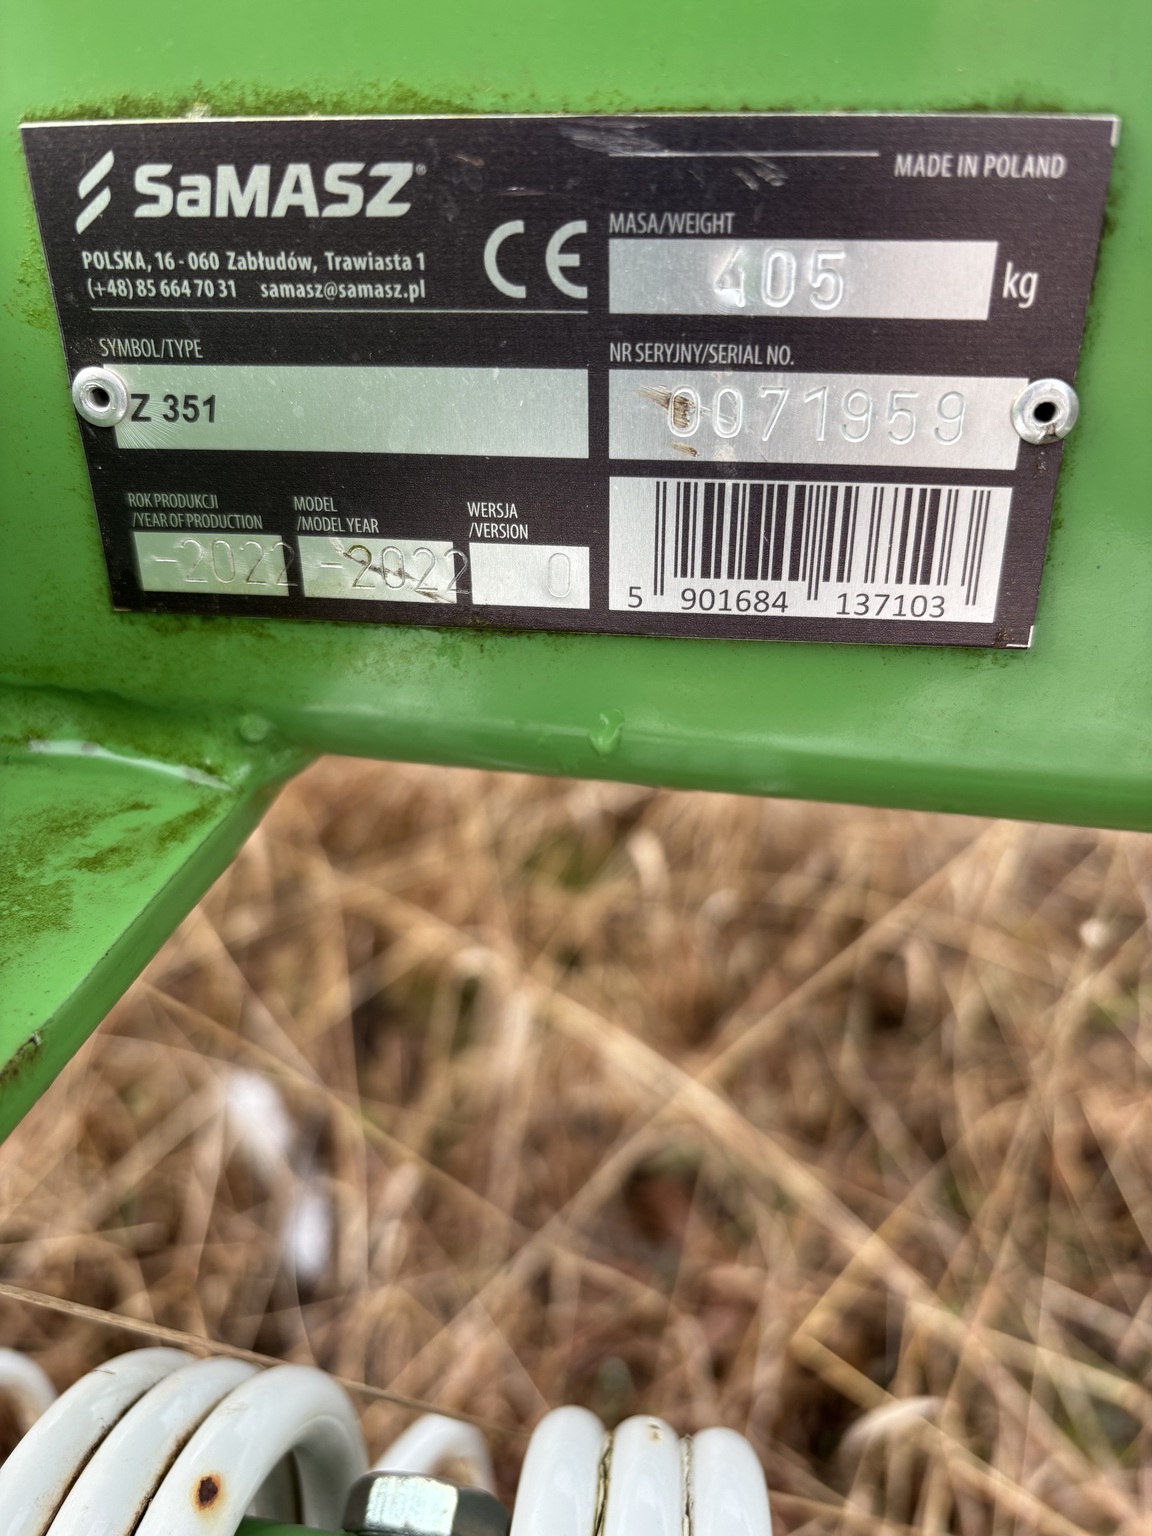 SaMASZ®
POLSKA, 16 - 060 Zabłudów, Trawiasta 1
(+48) 85 664 70 31 samasz@samasz.pl
CE
MADE IN POLAND
MASA/WEIGHT
405 kg
SYMBOL/TYPE
Z 351
NR SERYJNY/SERIAL NO.
0071959
ROK PRODUKCJI
/YEAR OF PRODUCTION
-2022
MODEL
/MODEL YEAR
-2022
WERSJA
/VERSION
0
5 901684 137103